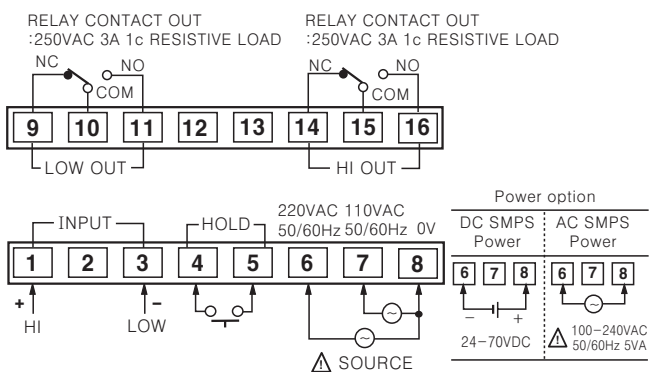 RELAY CONTACT OUT
:250VAC 3A 1c RESISTIVE LOAD
RELAY CONTACT OUT
:250VAC 3A 1c RESISTIVE LOAD
NC NO
COM
NC NO
COM
9 10 11 12 13 14 15 16
LOW OUT
HI OUT
INPUT
HOLD
220VAC 110VAC
50/60Hz 50/60Hz 0V
1 2 3 4 5 6 7 8
+
HI
−
LOW
SOURCE
Power option
DC SMPS
Power
6 7 8
− +
24-70VDC
AC SMPS
Power
6 7 8
100-240VAC
50/60Hz 5VA